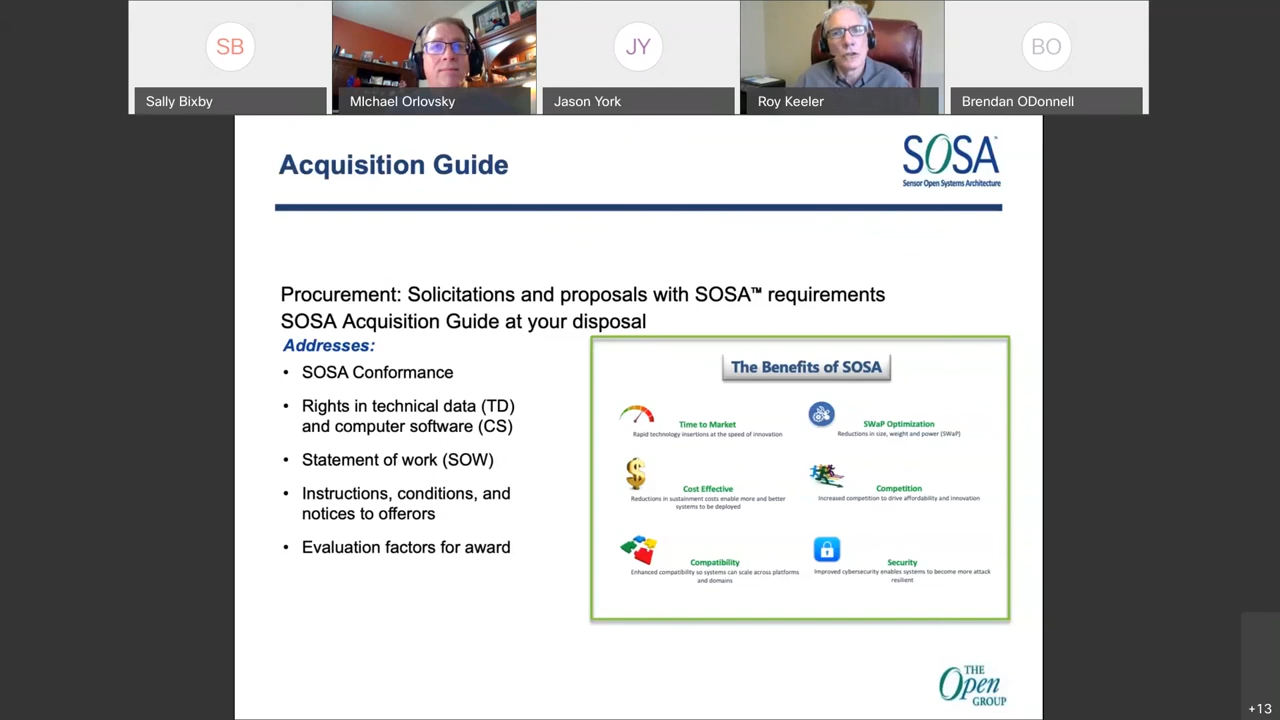 SB
JY
BO
Sally Bixby
MIchael Orlovsky
Jason York
Roy Keeler
Brendan ODonnell
Acquisition Guide
SOSA™
Sensor Open Systems Architecture
Procurement: Solicitations and proposals with SOSA™ requirements
SOSA Acquisition Guide at your disposal
Addresses:
• SOSA Conformance
• Rights in technical data (TD)
and computer software (CS)
• Statement of work (SOW)
• Instructions, conditions, and
notices to offerors
• Evaluation factors for award
The Benefits of SOSA
Time to Market
Rapid technology insertions at the speed of innovation
SWaP Optimization
Reductions in size, weight and power (SWaP)
Cost Effective
Reductions in sustainment costs enable more and better
systems to be deployed
Competition
Increased competition to drive affordability and innovation
Compatibility
Enhanced compatibility so systems can scale across platforms
and domains
Security
Improved cybersecurity enables systems to become more attack
resilient
THE
Open
GROUP
+13